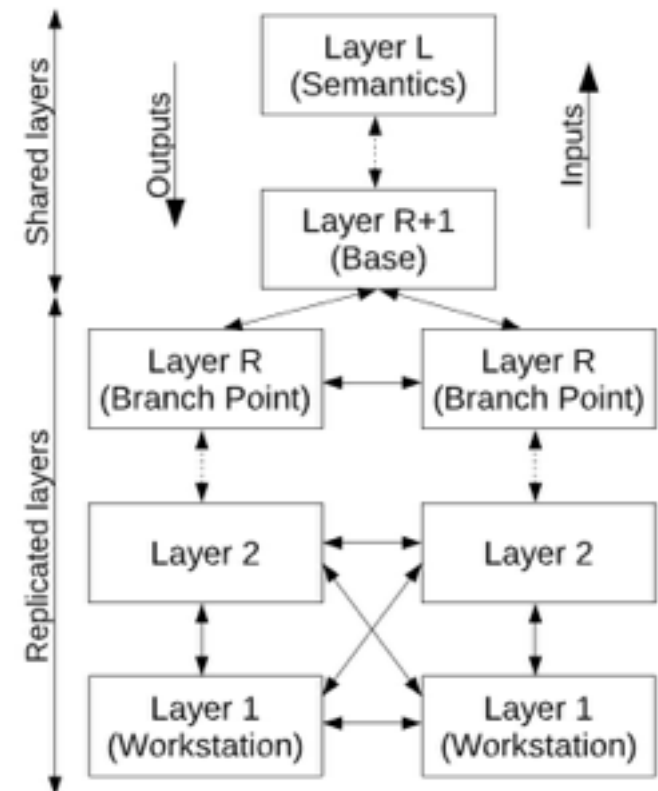 Shared layers
Outputs
Inputs
Layer L
(Semantics)
Layer R+1
(Base)
Replicated layers
Layer R
(Branch Point)
Layer R
(Branch Point)
Layer 2
Layer 2
Layer 1
(Workstation)
Layer 1
(Workstation)